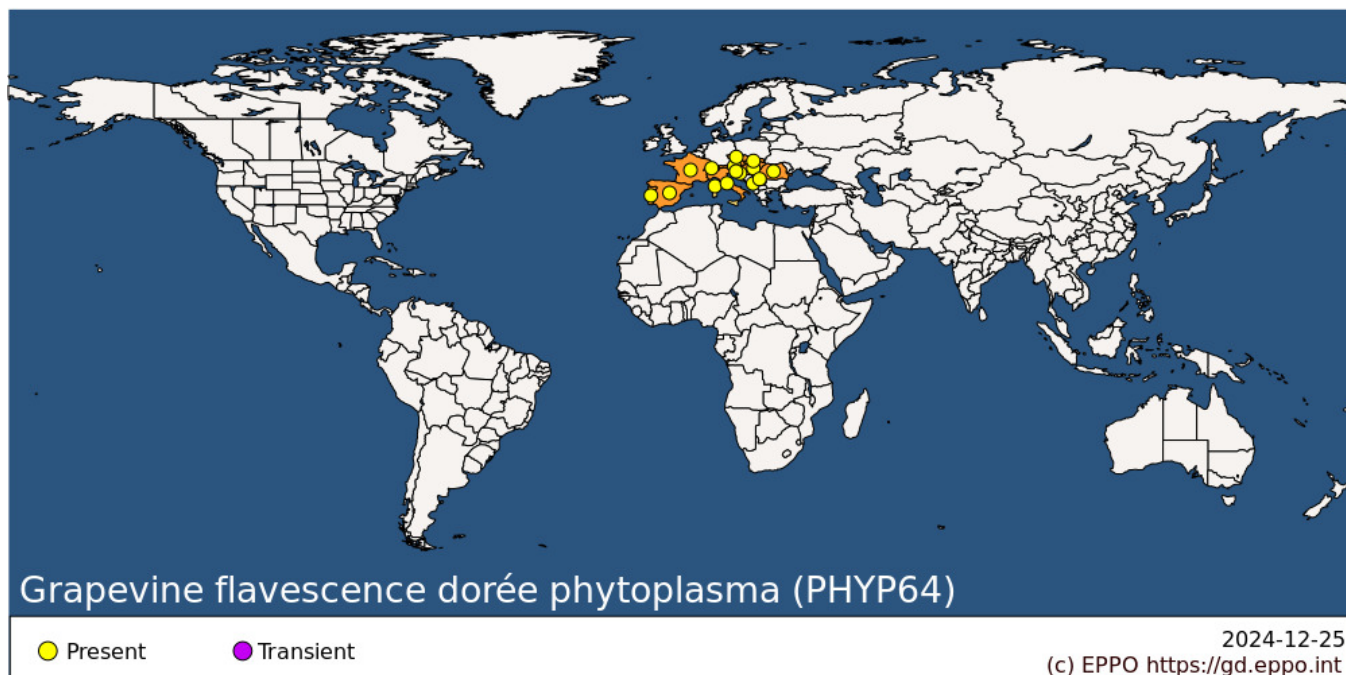 Grapevine flavescence dorée phytoplasma (PHYP64)
Present
Transient
2024-12-25
(c) EPPO https://gd.eppo.int